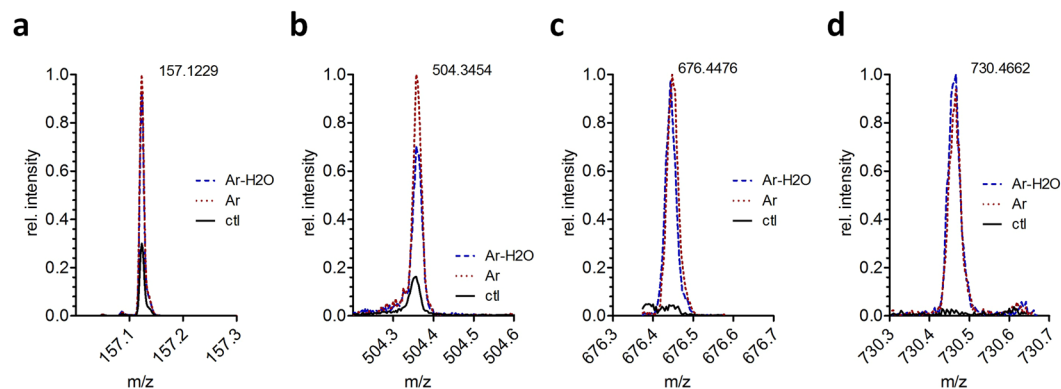 a
157.1229
1.0
0.8
0.6
0.4
0.2
0.0
rel. intensity
Ar-H2O
Ar
ctl
157.1
157.2
157.3
m/z
b
504.3454
1.0
0.8
0.6
0.4
0.2
0.0
rel. intensity
Ar-H2O
Ar
ctl
504.3
504.4
504.5
504.6
m/z
c
676.4476
1.0
0.8
0.6
0.4
0.2
0.0
rel. intensity
Ar-H2O
Ar
ctl
676.3
676.4
676.5
676.6
676.7
m/z
d
730.4662
1.0
0.8
0.6
0.4
0.2
0.0
rel. intensity
Ar-H2O
Ar
ctl
730.3
730.4
730.5
730.6
730.7
m/z